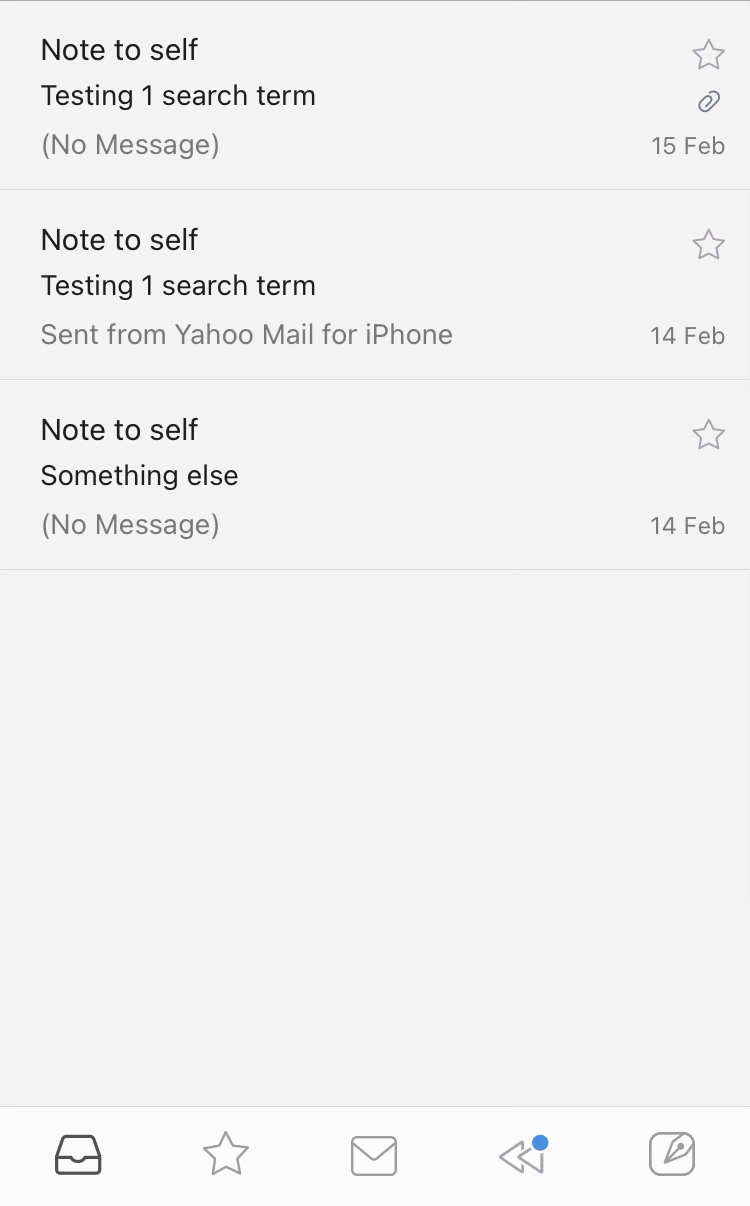 Note to self
Testing 1 search term
(No Message)
15 Feb
Note to self
Testing 1 search term
Sent from Yahoo Mail for iPhone
14 Feb
Note to self
Something else
(No Message)
14 Feb